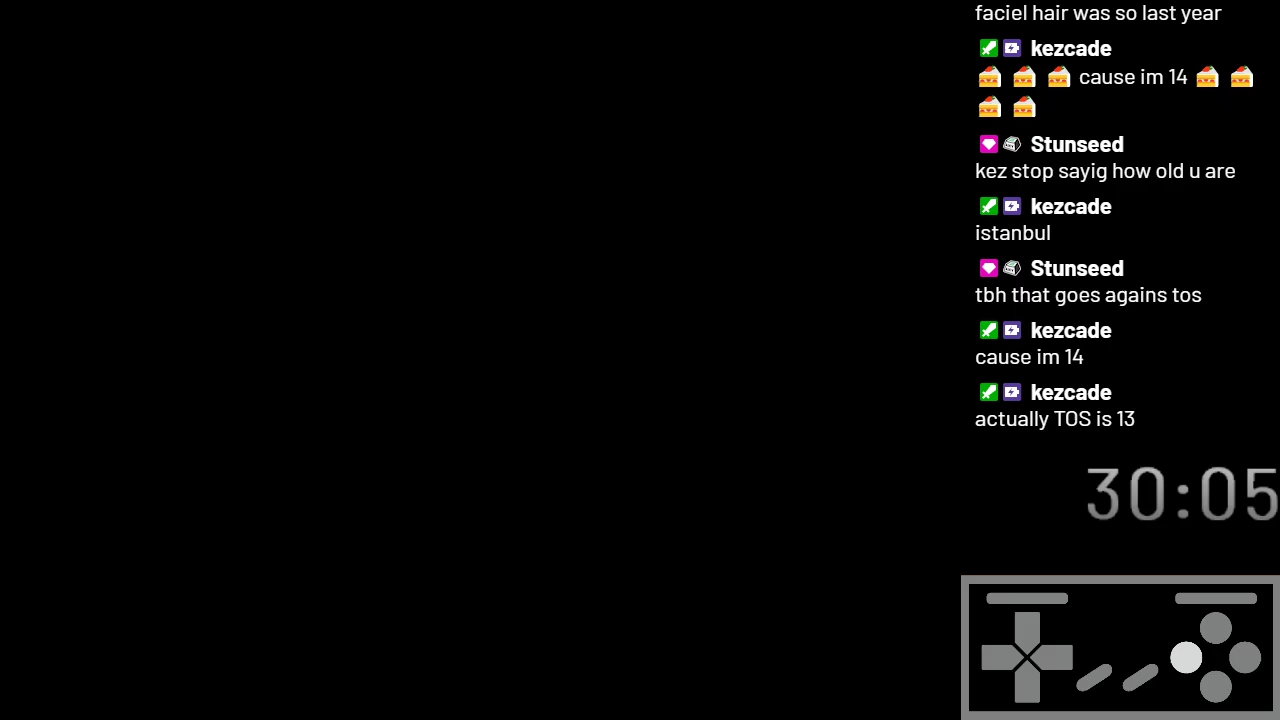 faciel hair was so last year
kezcade
🍰 🍰 🍰 cause im 14 🍰 🍰
🍰 🍰
Stunseed
kez stop sayig how old u are
kezcade
istanbul
Stunseed
tbh that goes agains tos
kezcade
cause im 14
kezcade
actually TOS is 13
30:05